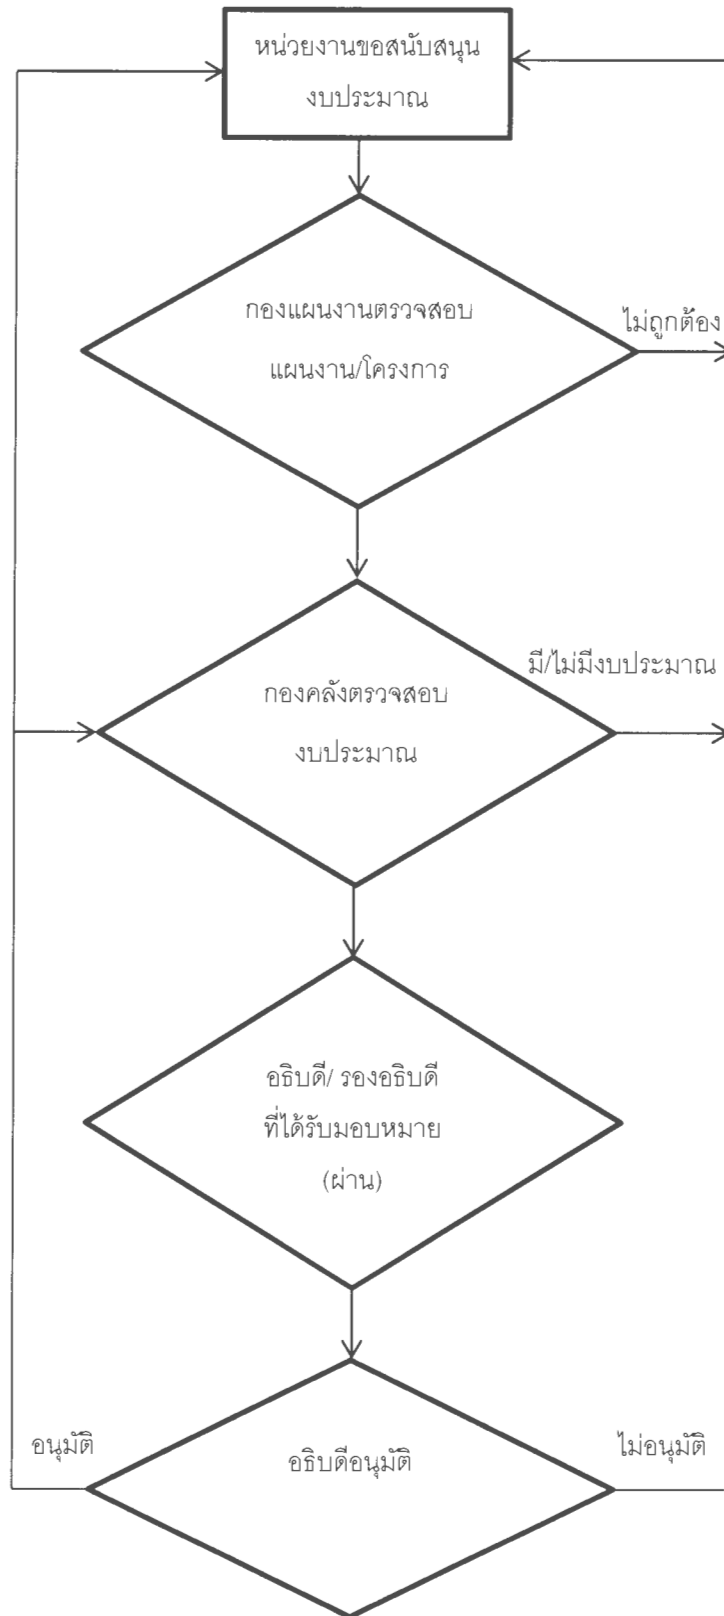 หน่วยงานขอสนับสนุน
งบประมาณ
กองแผนงานตรวจสอบ
แผนงาน/โครงการ
ไม่ถูกต้อง
มี/ไม่มีงบประมาณ
กองคลังตรวจสอบ
งบประมาณ
อธิบดี/ รองอธิบดี
ที่ได้รับมอบหมาย
(ผ่าน)
อนุมัติ
อธิบดีอนุมัติ
ไม่อนุมัติ